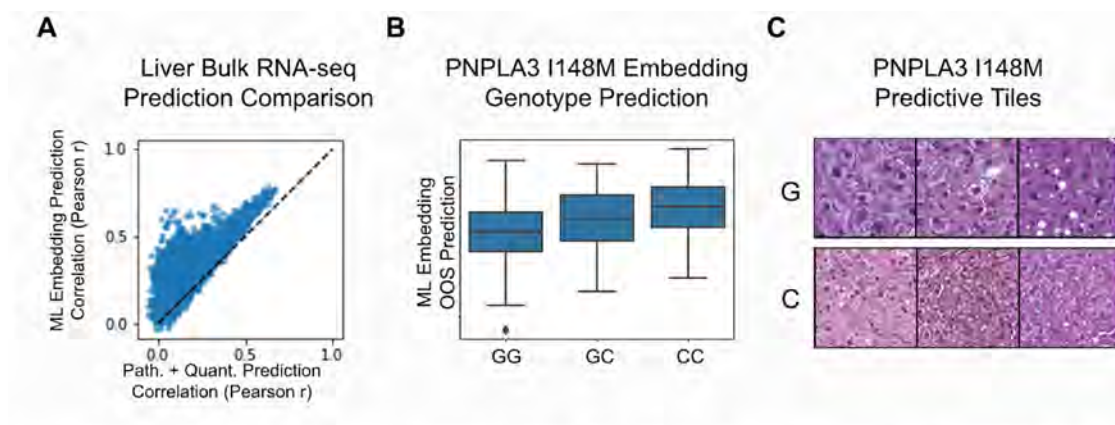 A
Liver Bulk RNA-seq
Prediction Comparison
ML Embedding Prediction
Correlation (Pearson r)
1.0
0.5
0.0
0.0
0.5
1.0
Path. + Quant. Prediction
Correlation (Pearson r)
B
PNPLA3 I148M Embedding
Genotype Prediction
ML Embedding
OOS Prediction
GG
GC
CC
C
PNPLA3 I148M
Predictive Tiles
G
C